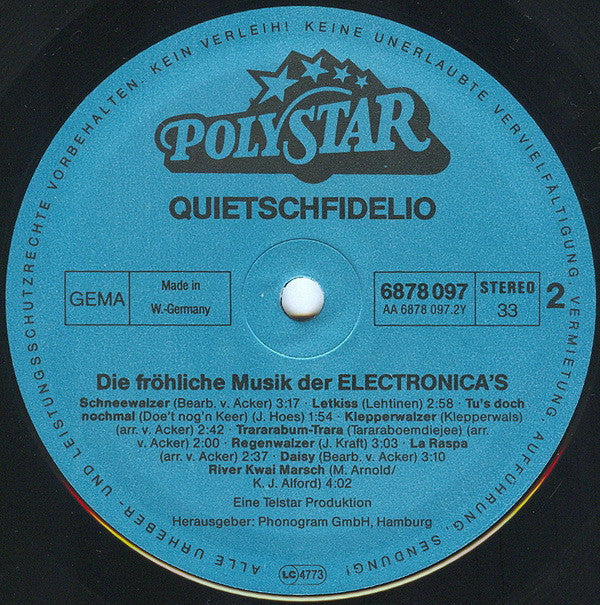 ALLE URHEBER- UND LEISTUNGSSCHUTZRECHTE VORBEHALTEN. KEIN VERLEIH! KEINE UNERLAUBTE VERVIELFÄLTIGUNG, VERMIETUNG, AUFFÜHRUNG, SENDUNG!
POLYSTAR
QUIETSCHFIDELIO
GEMA
Made in
W.-Germany
6878 097
AA 6878 097.2Y
STEREO
33
2
Die fröhliche Musik der ELECTRONICA'S
Schneewalzer (Bearb. v. Acker) 3:17 · Letkiss (Lehtinen) 2:58 · Tu's doch
nochmal (Doe't nog'n Keer) (J. Hoes) 1:54 · Klepperwalzer (Klepperwals)
(arr. v. Acker) 2:42 · Trararabum-Trara (Tararaboemdiejee) (arr.
v. Acker) 2:00 · Regenwalzer (J. Kraft) 3:03 · La Raspa
(arr. v. Acker) 2:37 · Daisy (Bearb. v. Acker) 3:10
River Kwai Marsch (M. Arnold/
K. J. Alford) 4:02
Eine Telstar Produktion
Herausgeber: Phonogram GmbH, Hamburg
LC 4773